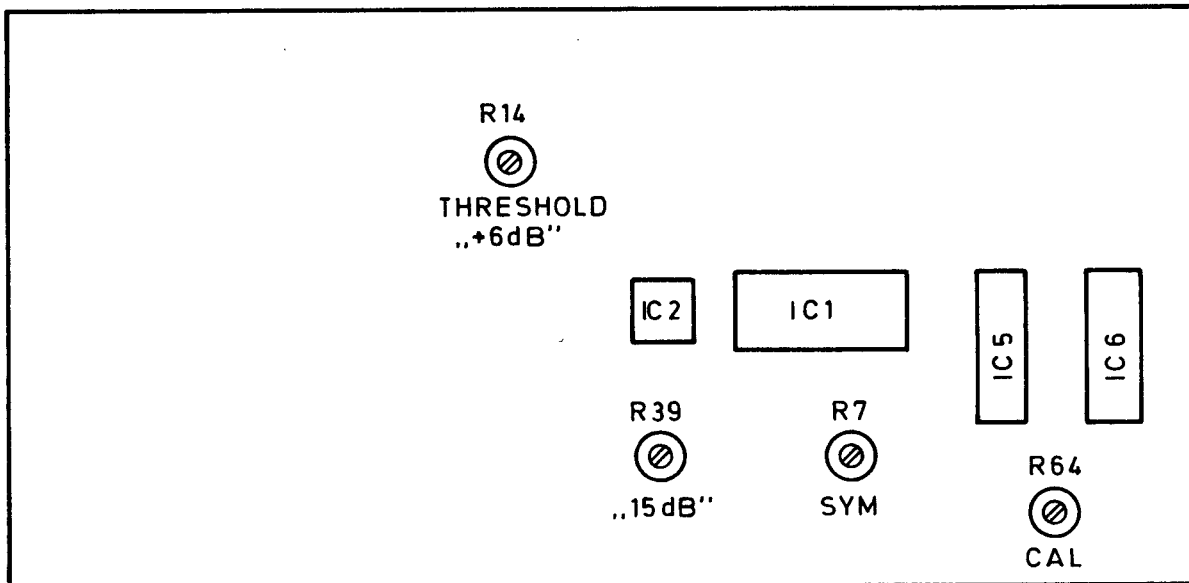 R14
THRESHOLD
„+6dB”
IC2
IC1
IC5
IC6
R39
„15dB”
R7
SYM
R64
CAL